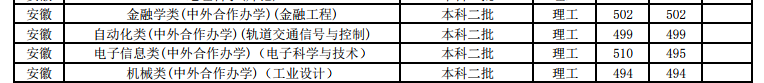 安徽 金融学类(中外合作办学)(金融工程) 本科二批 理工 502 502
安徽 自动化类(中外合作办学)(轨道交通信号与控制) 本科二批 理工 499 499
安徽 电子信息类(中外合作办学)(电子科学与技术) 本科二批 理工 510 495
安徽 机械类(中外合作办学)(工业设计) 本科二批 理工 494 494